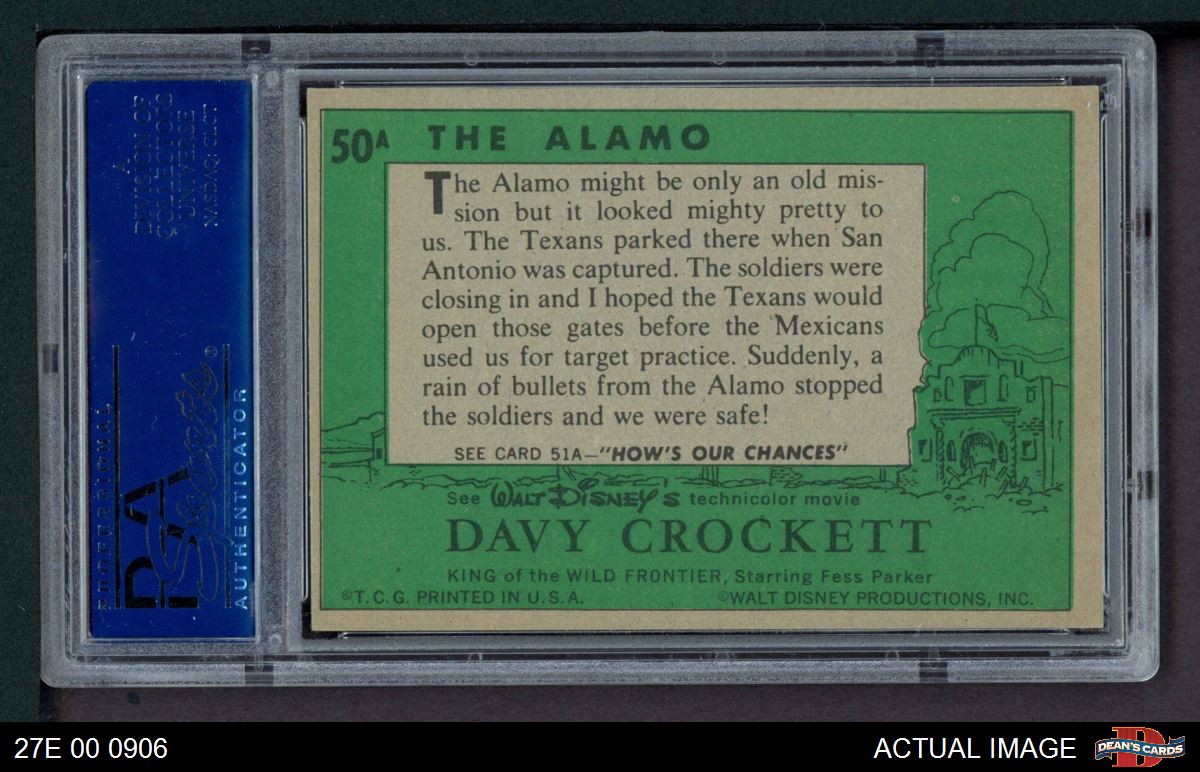 A
DIVISION OF
COLLECTORS
UNIVERSE
NASDAQ: CLCT
PROFESSIONAL
PSA
Sports®
AUTHENTICATOR
50A THE ALAMO
The Alamo might be only an old mis-
sion but it looked mighty pretty to
us. The Texans parked there when San
Antonio was captured. The soldiers were
closing in and I hoped the Texans would
open those gates before the Mexicans
used us for target practice. Suddenly, a
rain of bullets from the Alamo stopped
the soldiers and we were safe!
SEE CARD 51A—"HOW'S OUR CHANCES"
See WALT DISNEY'S technicolor movie
DAVY CROCKETT
KING of the WILD FRONTIER, Starring Fess Parker
©T.C.G. PRINTED IN U.S.A. ©WALT DISNEY PRODUCTIONS, INC.
27E 00 0906
ACTUAL IMAGE
D
DEAN'S CARDS